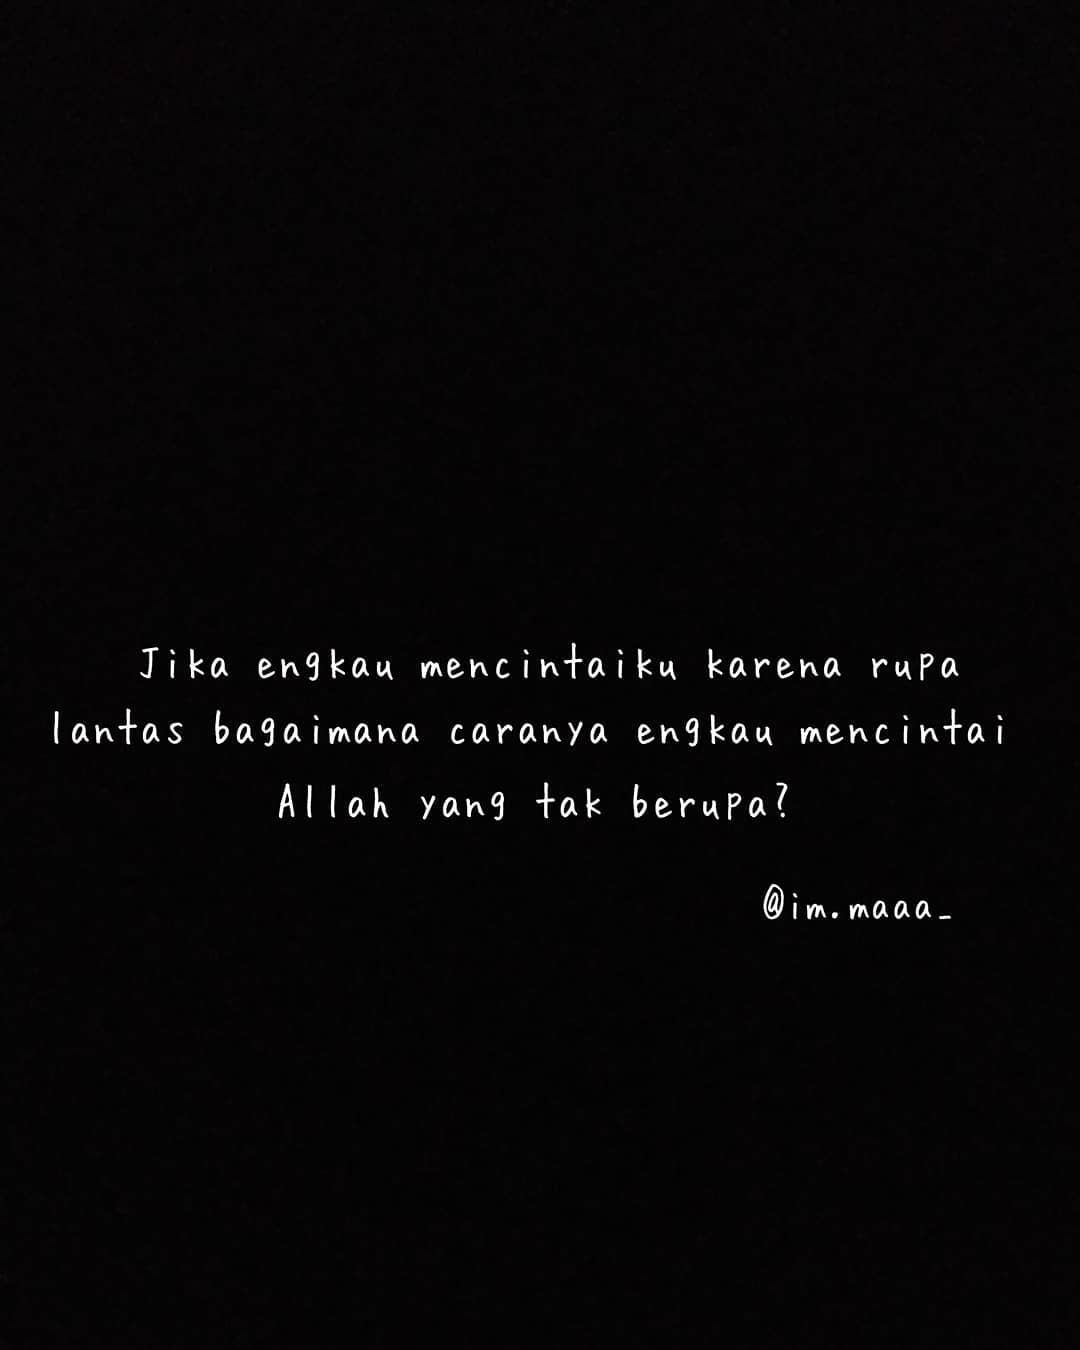 Jika engkau mencintaiku karena rupa
lantas bagaimana caranya engkau mencintai
Allah yang tak berupa?
@im.maaa_